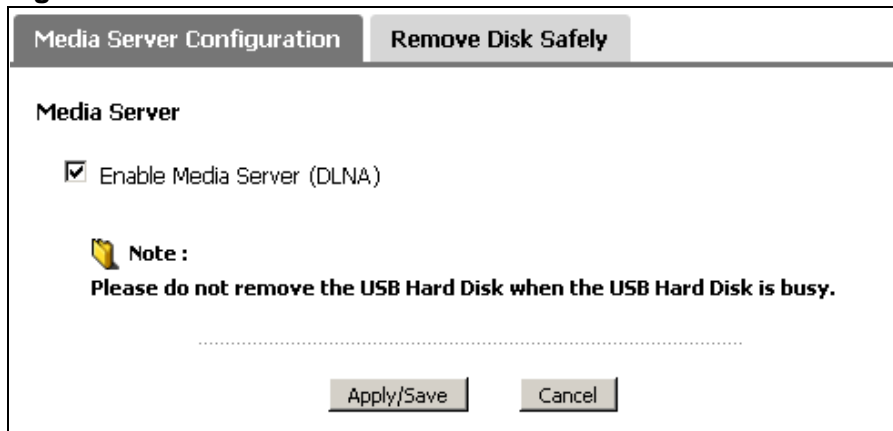 Media Server Configuration
Remove Disk Safely
Media Server
Enable Media Server (DLNA)
Note :
Please do not remove the USB Hard Disk when the USB Hard Disk is busy.
Apply/Save
Cancel